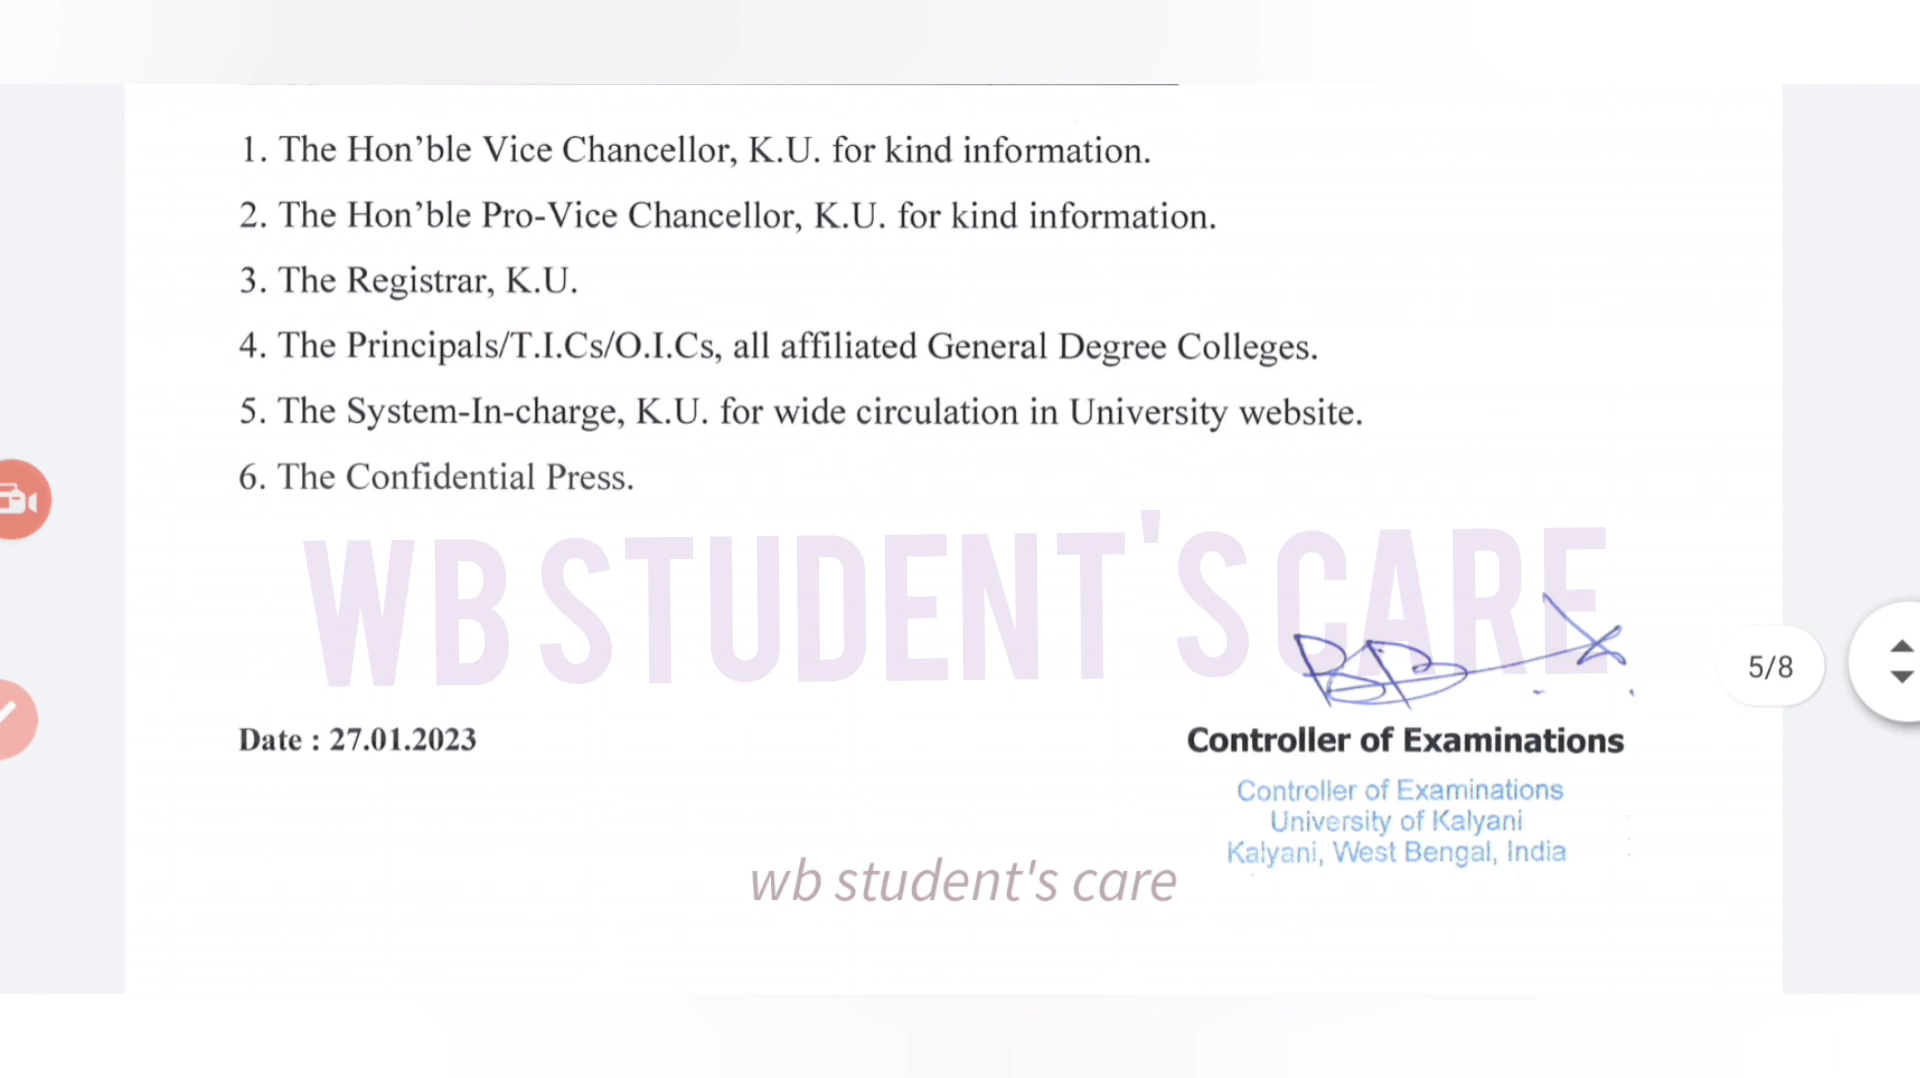 1. The Hon’ble Vice Chancellor, K.U. for kind information.
2. The Hon’ble Pro-Vice Chancellor, K.U. for kind information.
3. The Registrar, K.U.
4. The Principals/T.I.Cs/O.I.Cs, all affiliated General Degree Colleges.
5. The System-In-charge, K.U. for wide circulation in University website.
6. The Confidential Press.
WB STUDENT'S CARE
5/8
Date : 27.01.2023
Controller of Examinations
Controller of Examinations
University of Kalyani
Kalyani, West Bengal, India
wb student's care